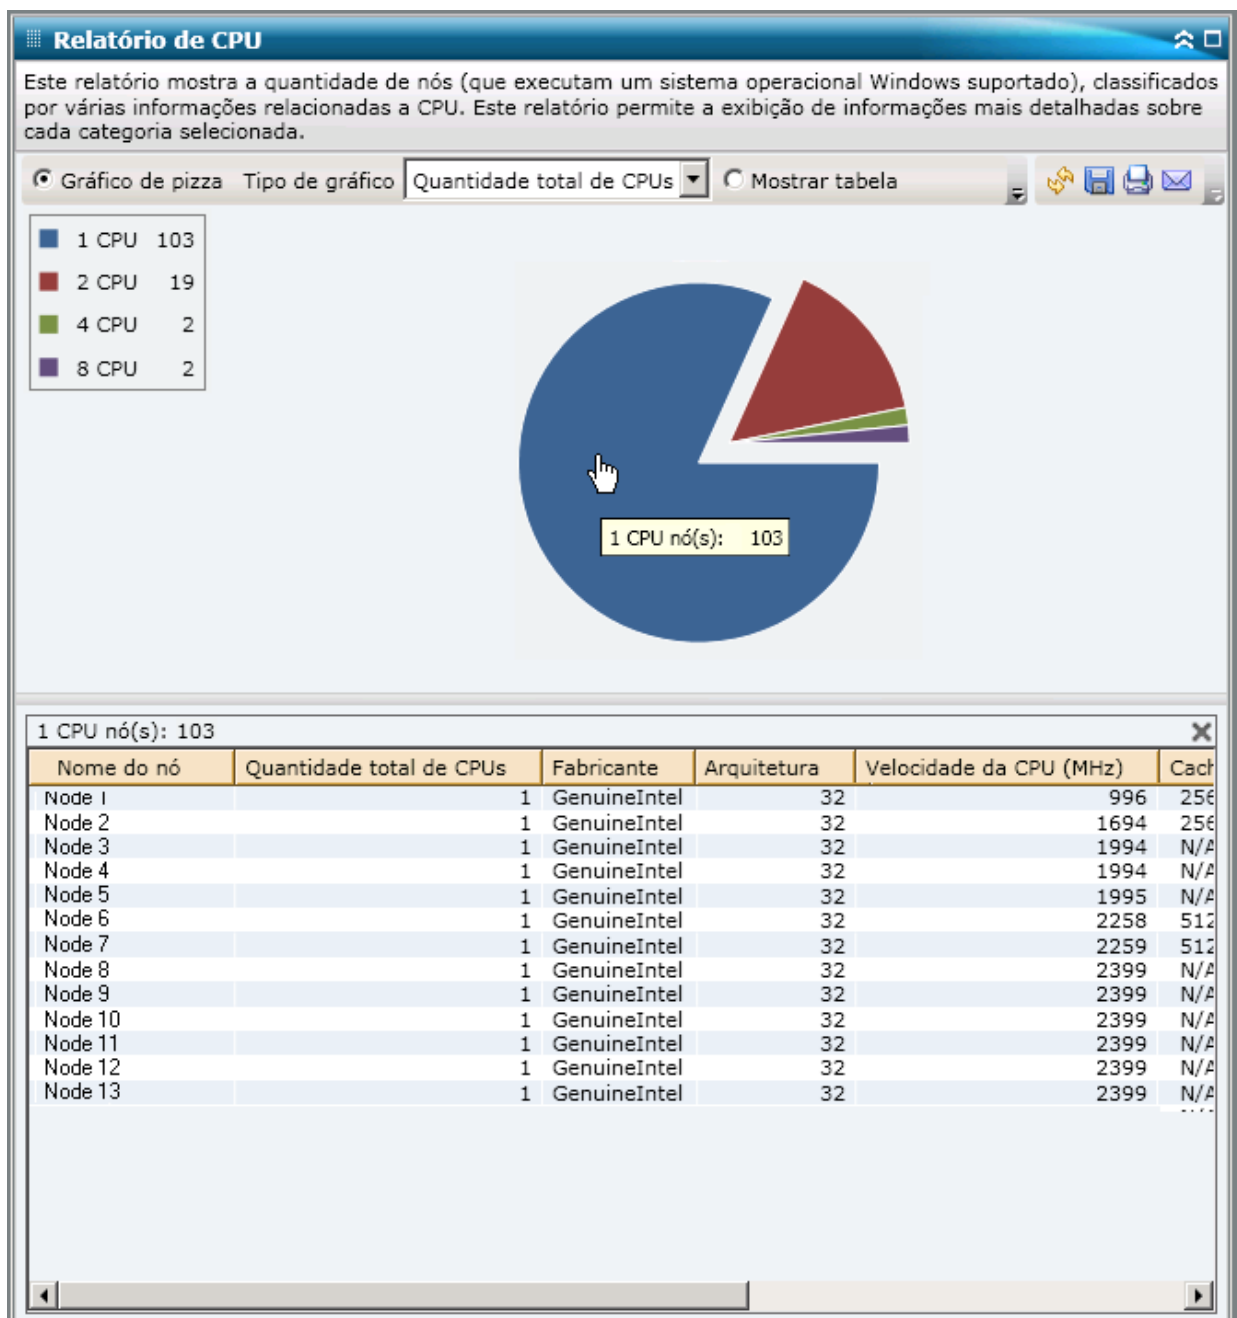 Relatório de CPU
Este relatório mostra a quantidade de nós (que executam um sistema operacional Windows suportado), classificados
por várias informações relacionadas a CPU. Este relatório permite a exibição de informações mais detalhadas sobre
cada categoria selecionada.
Gráfico de pizza Tipo de gráfico Quantidade total de CPUs Mostrar tabela
1 CPU 103
2 CPU 19
4 CPU 2
8 CPU 2
1 CPU nó(s): 103
1 CPU nó(s): 103
Nome do nó Quantidade total de CPUs Fabricante Arquitetura Velocidade da CPU (MHz)
Node 1 1 GenuineIntel 32 996 256
Node 2 1 GenuineIntel 32 1694 256
Node 3 1 GenuineIntel 32 1994 N/A
Node 4 1 GenuineIntel 32 1994 N/A
Node 5 1 GenuineIntel 32 1995 N/A
Node 6 1 GenuineIntel 32 2258 512
Node 7 1 GenuineIntel 32 2259 512
Node 8 1 GenuineIntel 32 2399 N/A
Node 9 1 GenuineIntel 32 2399 N/A
Node 10 1 GenuineIntel 32 2399 N/A
Node 11 1 GenuineIntel 32 2399 N/A
Node 12 1 GenuineIntel 32 2399 N/A
Node 13 1 GenuineIntel 32 2399 N/A